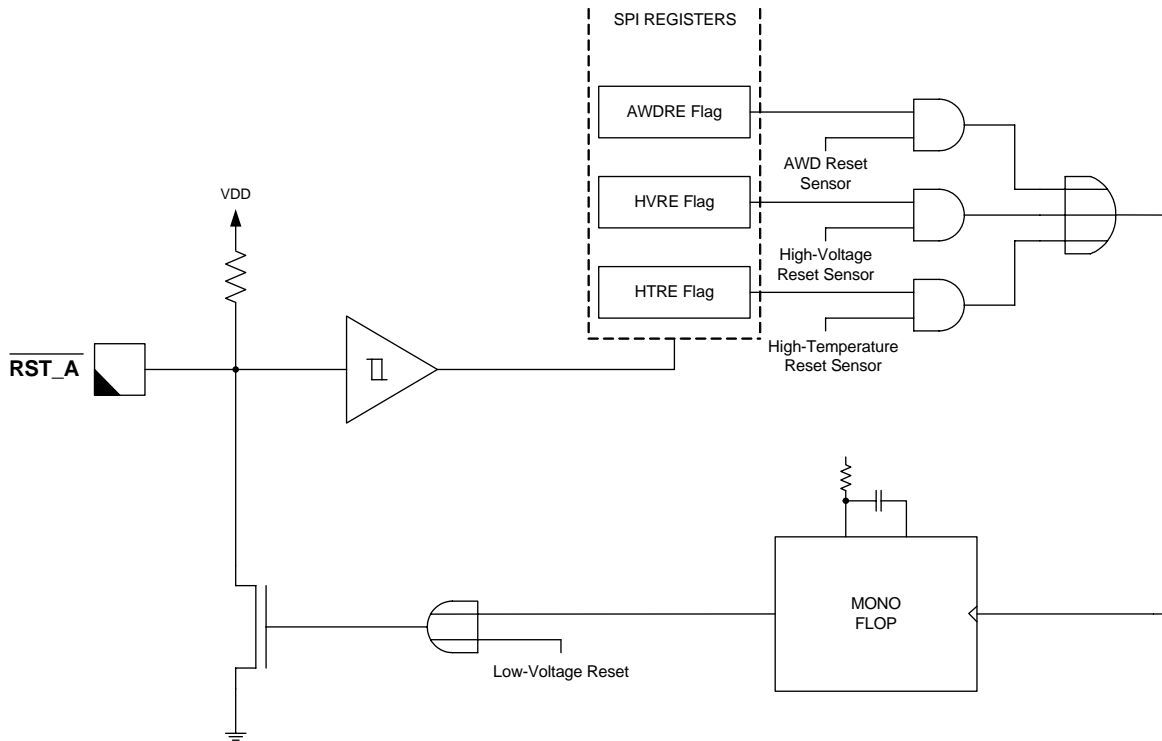 SPI REGISTERS
AWDRE Flag
AWD Reset
Sensor
VDD
HVRE Flag
High-Voltage
Reset Sensor
HTRE Flag
High-Temperature
Reset Sensor
RST_A
MONO
FLOP
Low-Voltage Reset